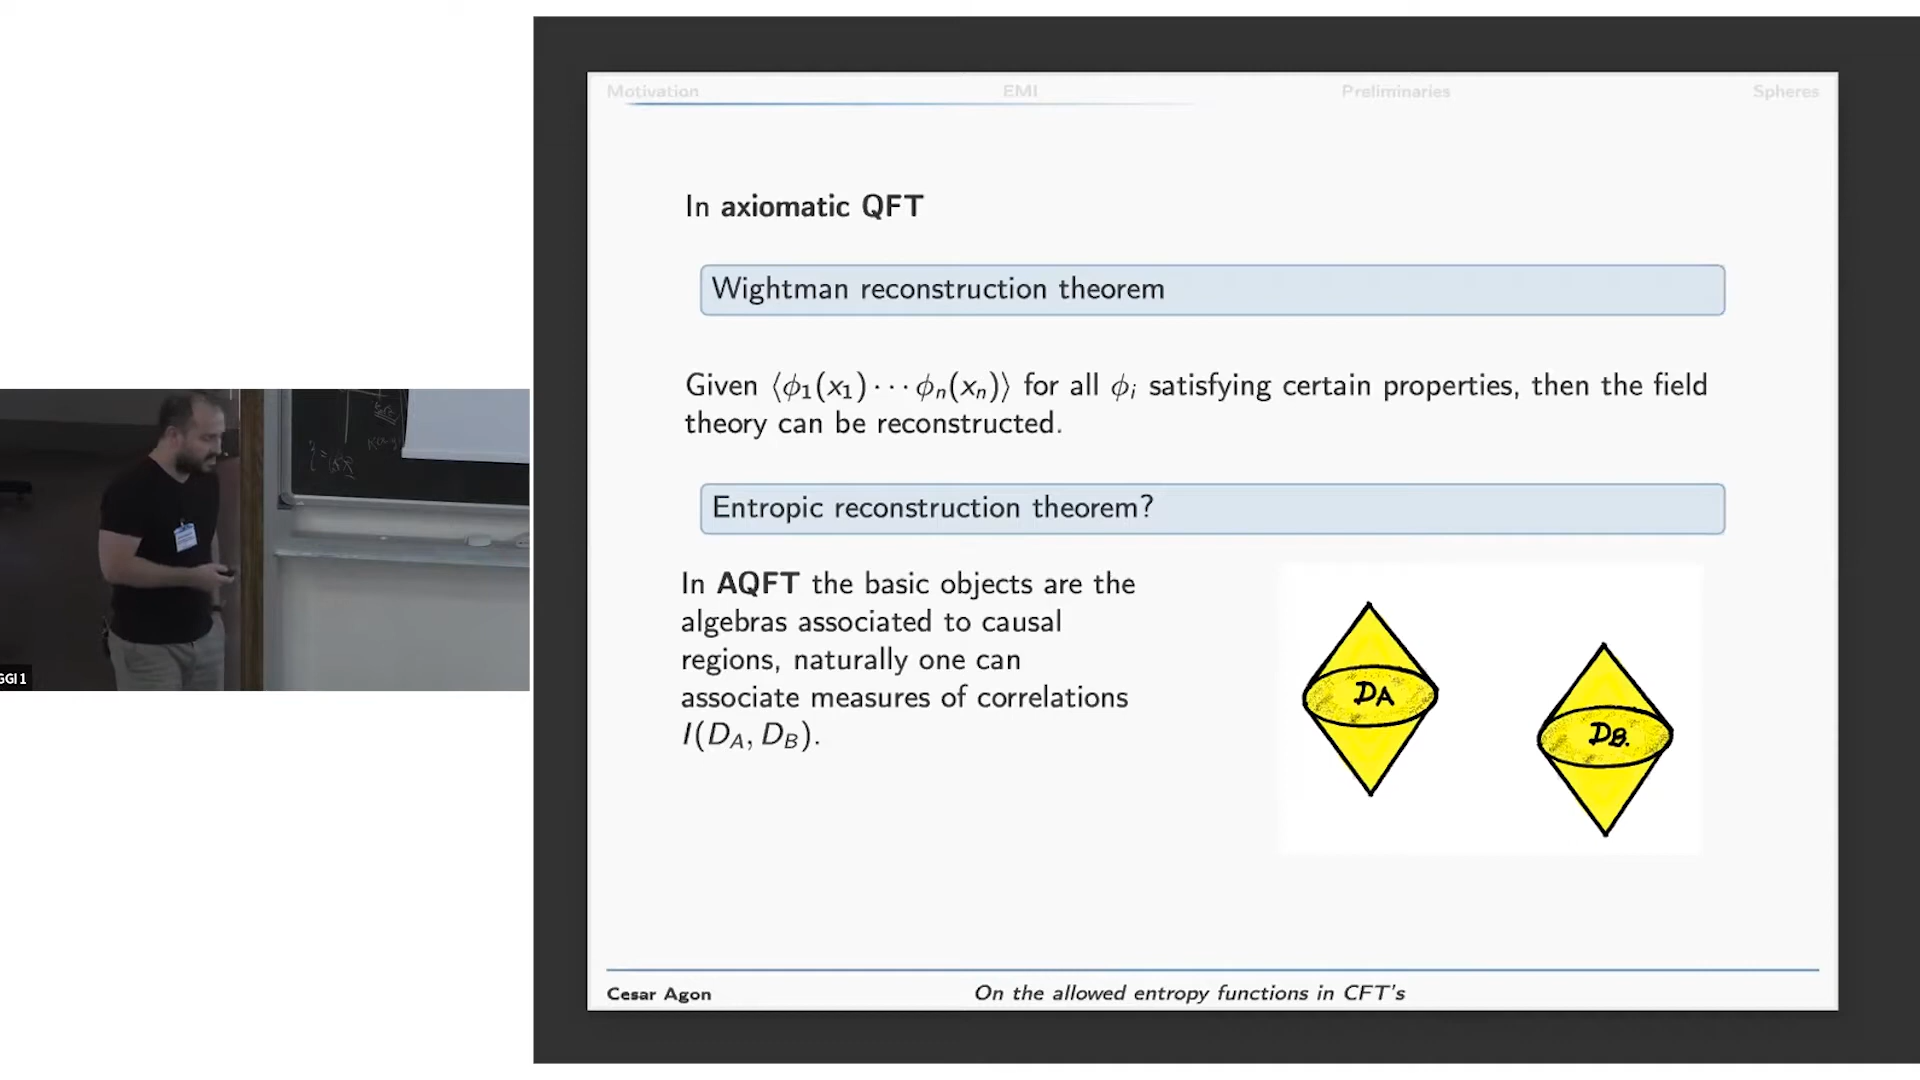 Motivation EMI Preliminaries Spheres
In axiomatic QFT
Wightman reconstruction theorem
Given ⟨ϕ₁(x₁) · · · ϕₙ(xₙ)⟩ for all ϕᵢ satisfying certain properties, then the field
theory can be reconstructed.
Entropic reconstruction theorem?
In AQFT the basic objects are the
algebras associated to causal
regions, naturally one can
associate measures of correlations
I(D_A, D_B).
DA
DB.
GGI 1
Cesar Agon On the allowed entropy functions in CFT's